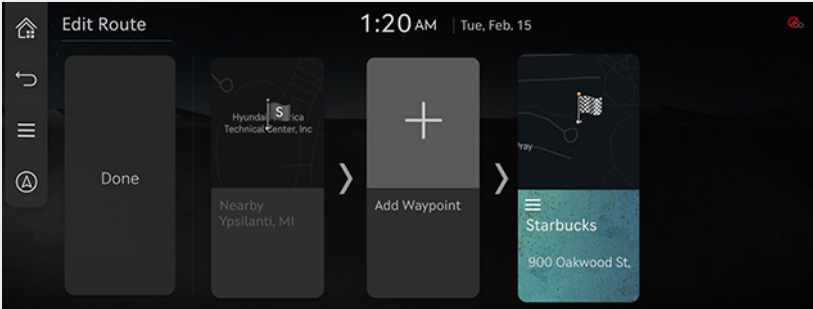 Edit Route
1:20 AM
Tue, Feb. 15
Done
S
Technical Center, Inc
Nearby
Ypsilanti, MI
Add Waypoint
Pray
Starbucks
900 Oakwood St,